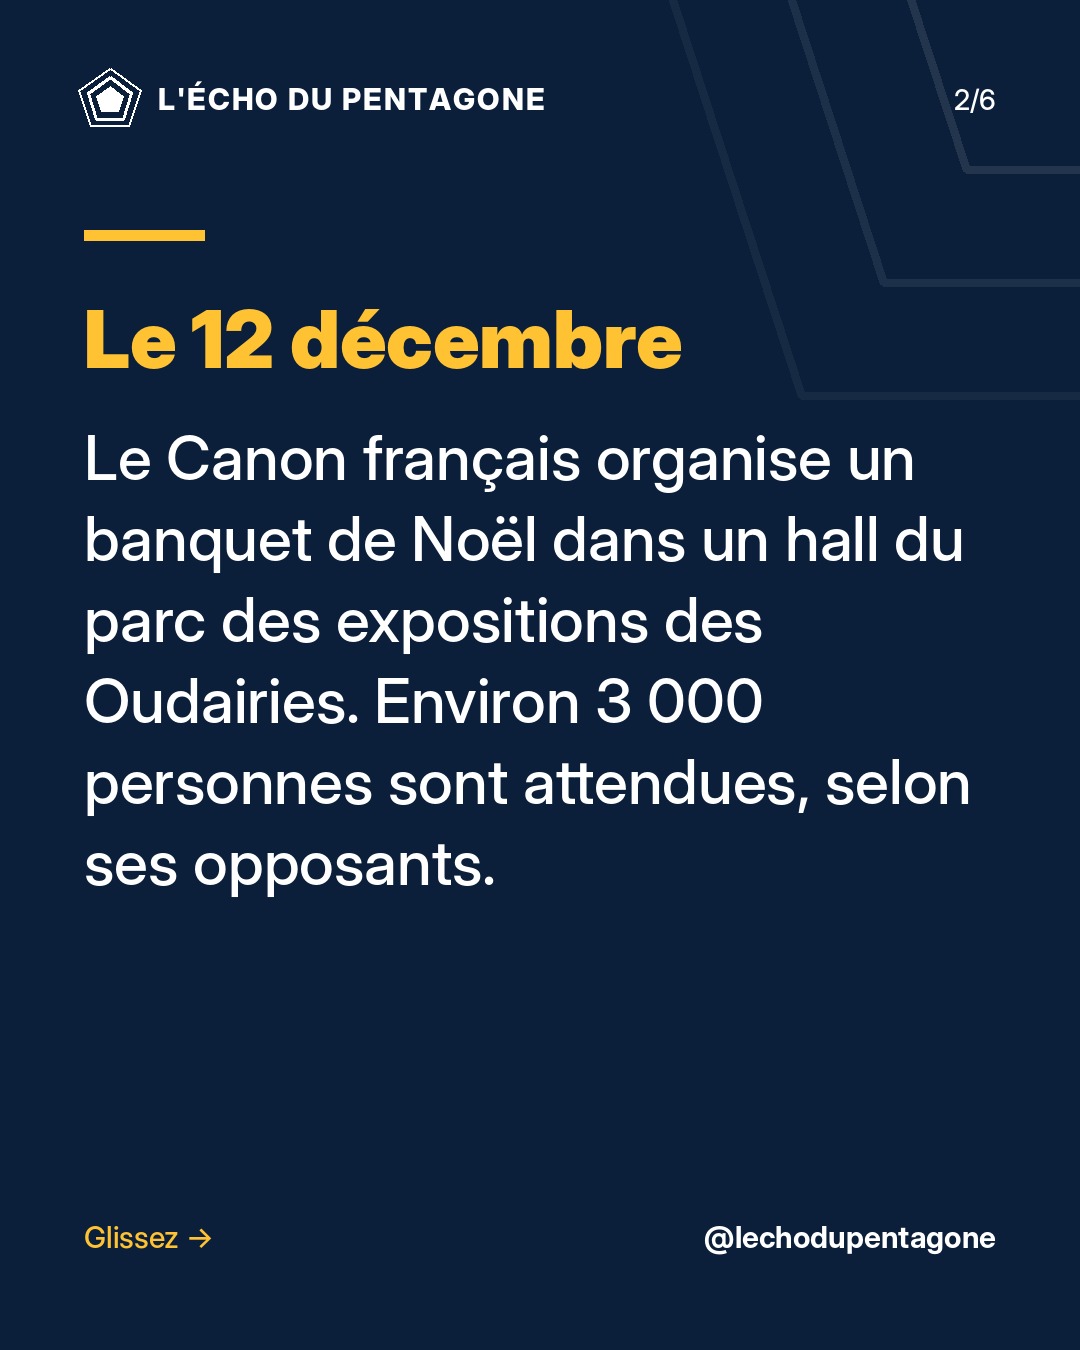 L'ÉCHO DU PENTAGONE
2/6
Le 12 décembre
Le Canon français organise un
banquet de Noël dans un hall du
parc des expositions des
Oudairies. Environ 3 000
personnes sont attendues, selon
ses opposants.
Glissez →
@lechodupentagone